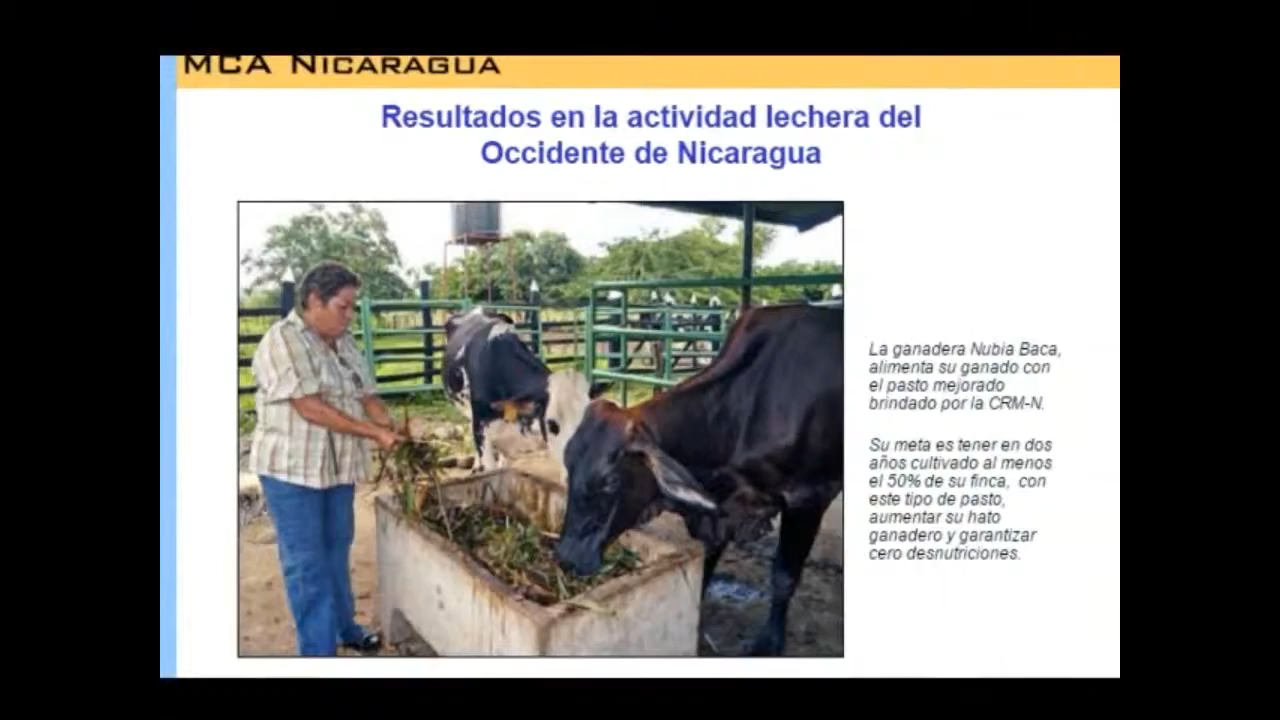 MCA NICARAGUA
Resultados en la actividad lechera del
Occidente de Nicaragua
La ganadera Nubia Baca,
alimenta su ganado con
el pasto mejorado
brindado por la CRM-N.
Su meta es tener en dos
años cultivado al menos
el 50% de su finca, con
este tipo de pasto,
aumentar su hato
ganadero y garantizar
cero desnutriciones.